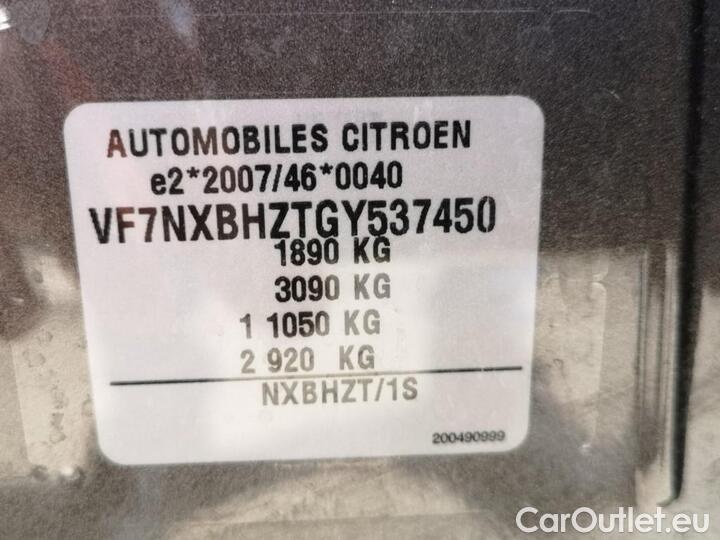 AUTOMOBILES CITROEN
e2*2007/46*0040
VF7NXBHZTGY537450
1890 KG
3090 KG
1 1050 KG
2 920 KG
NXBHZT/1S
200490999
CarOutlet.eu